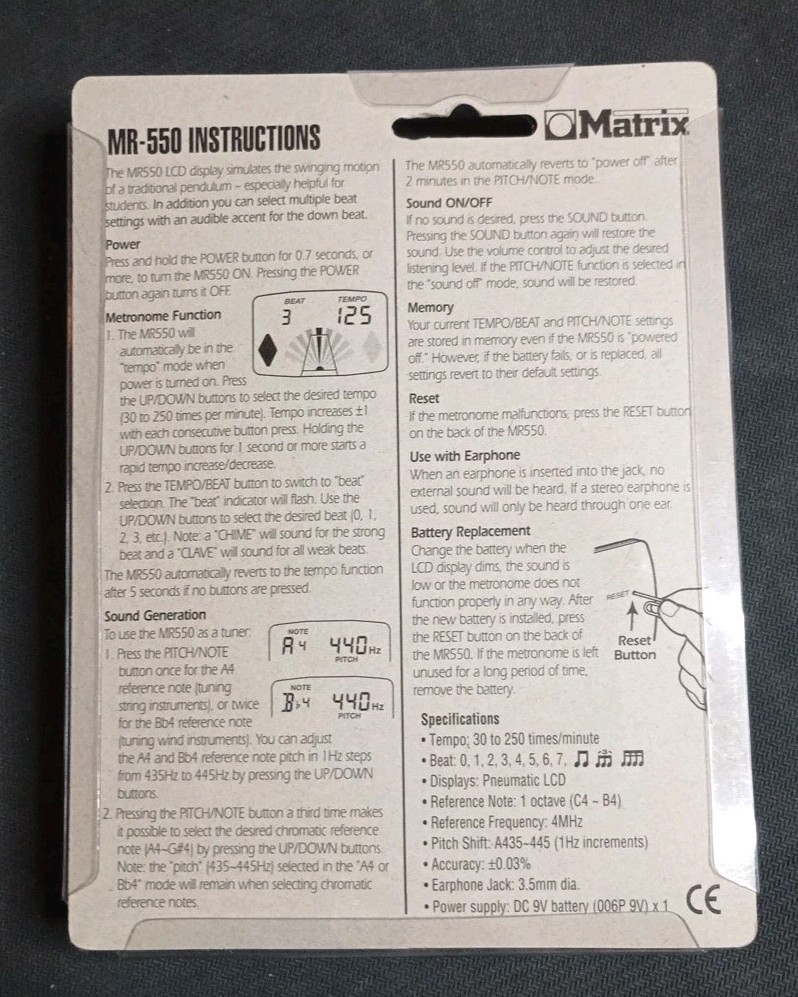 MR-550 INSTRUCTIONS
The MR550 LCD display simulates the swinging motion
of a traditional pendulum – especially helpful for
students. In addition you can select multiple beat
settings with an audible accent for the down beat.
Power
Press and hold the POWER button for 0.7 seconds, or
more, to turn the MR550 ON. Pressing the POWER
button again turns it OFF.
Metronome Function
1. The MR550 will
automatically be in the
"tempo" mode when
power is turned on. Press
BEAT TEMPO
3 125
the UP/DOWN buttons to select the desired tempo
(30 to 250 times per minute). Tempo increases ±1
with each consecutive button press. Holding the
UP/DOWN buttons for 1 second or more starts a
rapid tempo increase/decrease.
2. Press the TEMPO/BEAT button to switch to "beat"
selection. The "beat" indicator will flash. Use the
UP/DOWN buttons to select the desired beat (0, 1,
2, 3, etc.). Note: a "CHIME" will sound for the strong
beat and a "CLAVE" will sound for all weak beats.
The MR550 automatically reverts to the tempo function
after 5 seconds if no buttons are pressed.
Sound Generation
To use the MR550 as a tuner:
1. Press the PITCH/NOTE
button once for the A4
reference note (tuning
string instruments), or twice
for the Bb4 reference note
NOTE
A4 440Hz
PITCH
NOTE
B♭4 440Hz
PITCH
(tuning wind instruments). You can adjust
the A4 and Bb4 reference note pitch in 1Hz steps
from 435Hz to 445Hz by pressing the UP/DOWN
buttons.
2. Pressing the PITCH/NOTE button a third time makes
it possible to select the desired chromatic reference
note (A4~G#4) by pressing the UP/DOWN buttons.
Note: the "pitch" (435~445Hz) selected in the "A4 or
Bb4" mode will remain when selecting chromatic
reference notes.
Matrix
The MR550 automatically reverts to "power off" after
2 minutes in the PITCH/NOTE mode.
Sound ON/OFF
If no sound is desired, press the SOUND button.
Pressing the SOUND button again will restore the
sound. Use the volume control to adjust the desired
listening level. If the PITCH/NOTE function is selected in
the "sound off" mode, sound will be restored.
Memory
Your current TEMPO/BEAT and PITCH/NOTE settings
are stored in memory even if the MR550 is "powered
off." However, if the battery fails, or is replaced, all
settings revert to their default settings.
Reset
If the metronome malfunctions, press the RESET button
on the back of the MR550.
Use with Earphone
When an earphone is inserted into the jack, no
external sound will be heard. If a stereo earphone is
used, sound will only be heard through one ear.
Battery Replacement
Change the battery when the
LCD display dims, the sound is
low or the metronome does not
function properly in any way. After
the new battery is installed, press
the RESET button on the back of
the MR550. If the metronome is left
unused for a long period of time,
remove the battery.
RESET
Reset
Button
Specifications
• Tempo; 30 to 250 times/minute
• Beat: 0, 1, 2, 3, 4, 5, 6, 7, ♫ 3
• Displays: Pneumatic LCD
• Reference Note: 1 octave (C4 – B4)
• Reference Frequency: 4MHz
• Pitch Shift: A435-445 (1Hz increments)
• Accuracy: ±0.03%
• Earphone Jack: 3.5mm dia.
• Power supply: DC 9V battery (006P 9V) x 1
CE